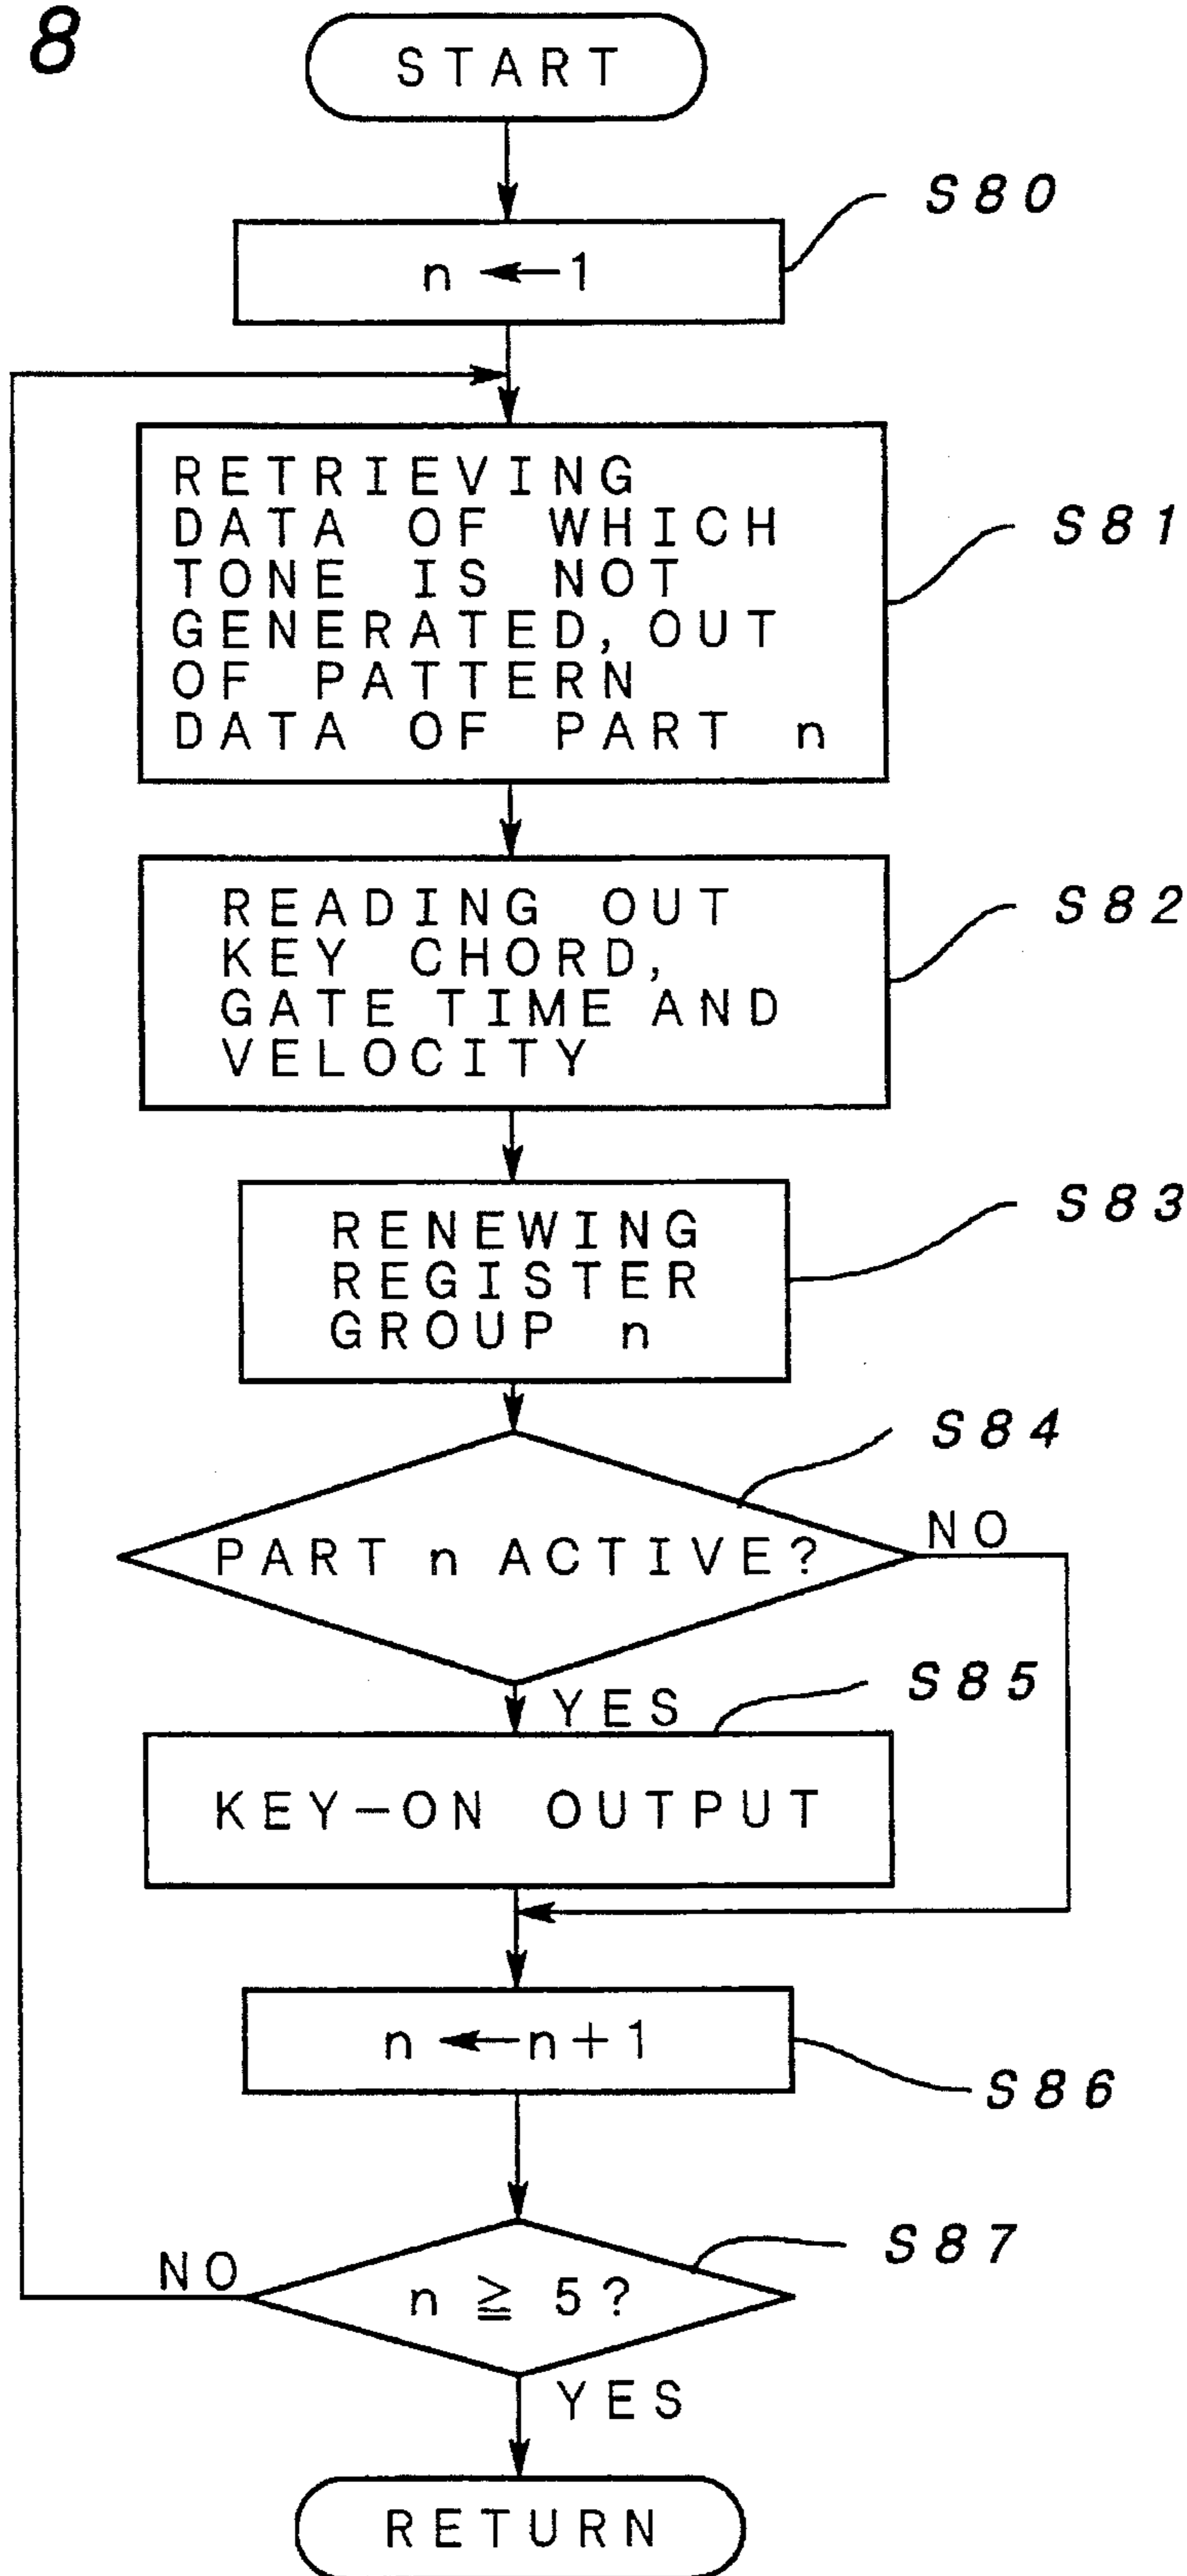 8
START
S80
n ← 1
RETRIEVING
DATA OF WHICH
TONE IS NOT
GENERATED, OUT
OF PATTERN
DATA OF PART n
S81
READING OUT
KEY CHORD,
GATE TIME AND
VELOCITY
S82
RENEWING
REGISTER
GROUP n
S83
S84
PART n ACTIVE?
NO
YES
S85
KEY-ON OUTPUT
n ← n+1
S86
S87
NO
n ≧ 5?
YES
RETURN